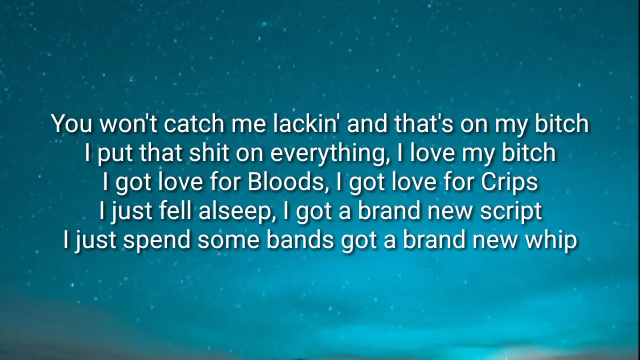 You won't catch me lackin' and that's on my bitch
I put that shit on everything, I love my bitch
I got love for Bloods, I got love for Crips
I just fell alseep, I got a brand new script
I just spend some bands got a brand new whip